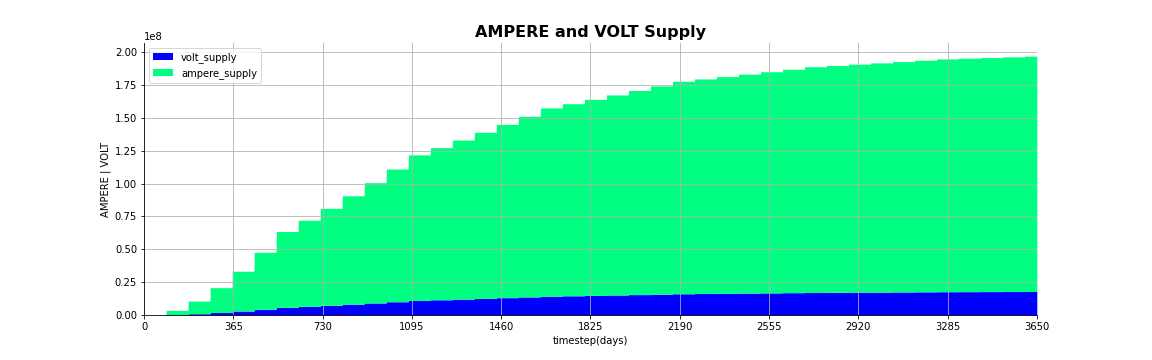 AMPERE and VOLT Supply
1e8
volt_supply
ampere_supply
AMPERE | VOLT
2.00
1.75
1.50
1.25
1.00
0.75
0.50
0.25
0.00
0 365 730 1095 1460 1825 2190 2555 2920 3285 3650
timestep(days)